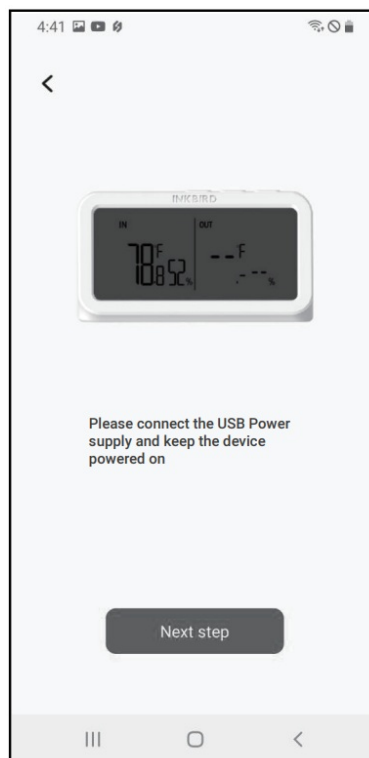 4:41
INKBIRD
IN
OUT
78.8°F
52%
--.-°F
--%
Please connect the USB Power
supply and keep the device
powered on
Next step